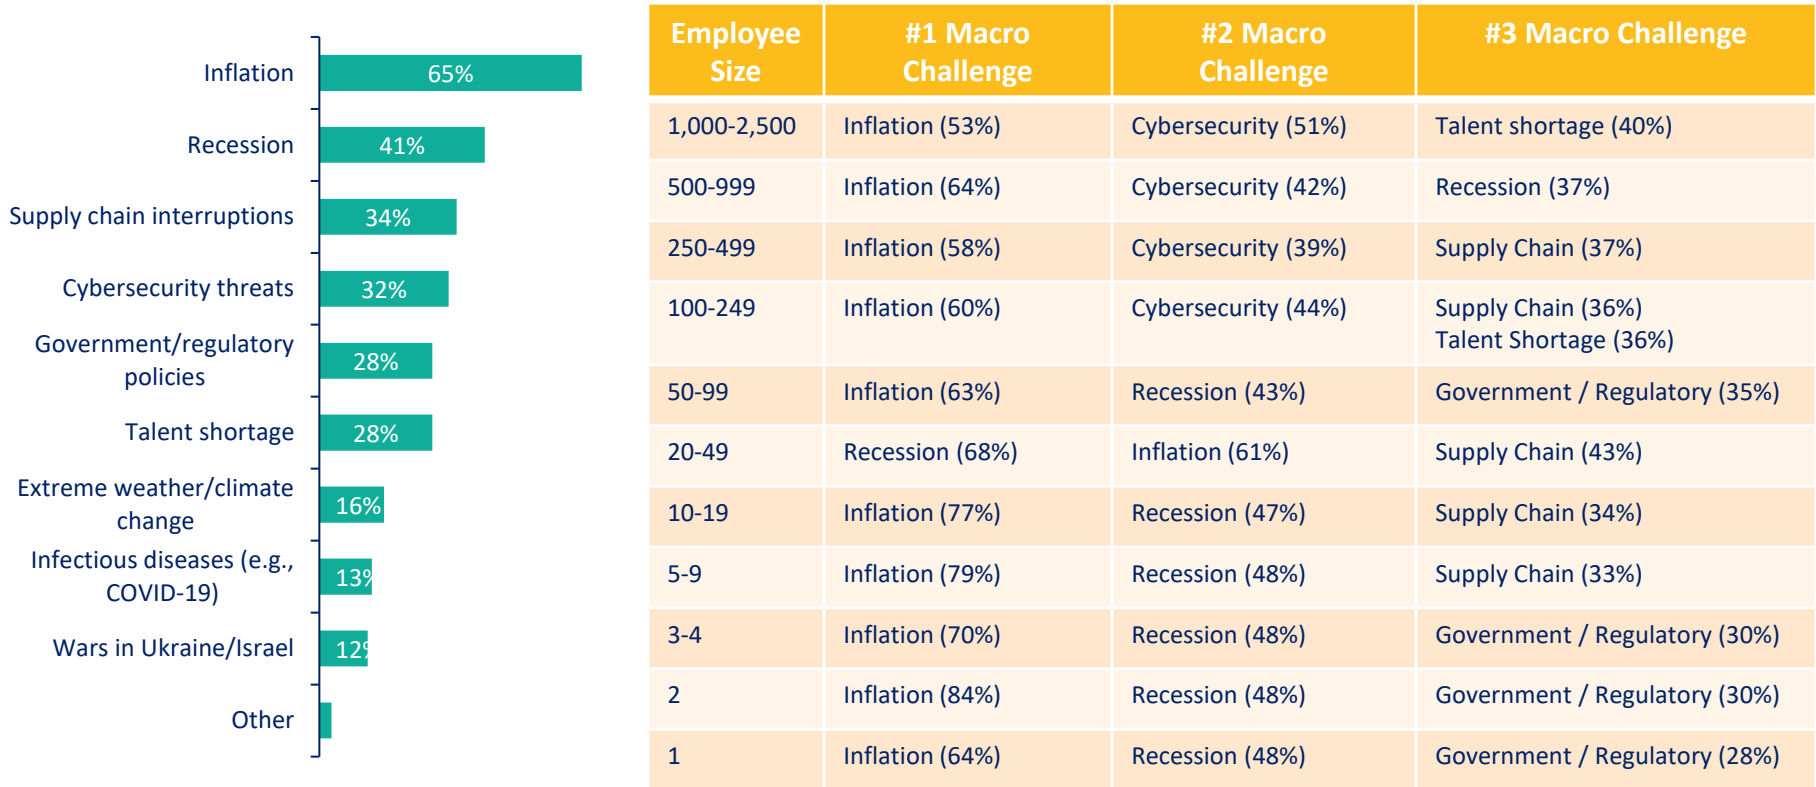 Inflation
65%
Recession
41%
Supply chain interruptions
34%
Cybersecurity threats
32%
Government/regulatory
policies
28%
Talent shortage
28%
Extreme weather/climate
change
16%
Infectious diseases (e.g.,
COVID-19)
13%
Wars in Ukraine/Israel
12%
Other
Employee
Size
#1 Macro
Challenge
#2 Macro
Challenge
#3 Macro Challenge
1,000-2,500
Inflation (53%)
Cybersecurity (51%)
Talent shortage (40%)
500-999
Inflation (64%)
Cybersecurity (42%)
Recession (37%)
250-499
Inflation (58%)
Cybersecurity (39%)
Supply Chain (37%)
100-249
Inflation (60%)
Cybersecurity (44%)
Supply Chain (36%)
Talent Shortage (36%)
50-99
Inflation (63%)
Recession (43%)
Government / Regulatory (35%)
20-49
Recession (68%)
Inflation (61%)
Supply Chain (43%)
10-19
Inflation (77%)
Recession (47%)
Supply Chain (34%)
5-9
Inflation (79%)
Recession (48%)
Supply Chain (33%)
3-4
Inflation (70%)
Recession (48%)
Government / Regulatory (30%)
2
Inflation (84%)
Recession (48%)
Government / Regulatory (30%)
1
Inflation (64%)
Recession (48%)
Government / Regulatory (28%)